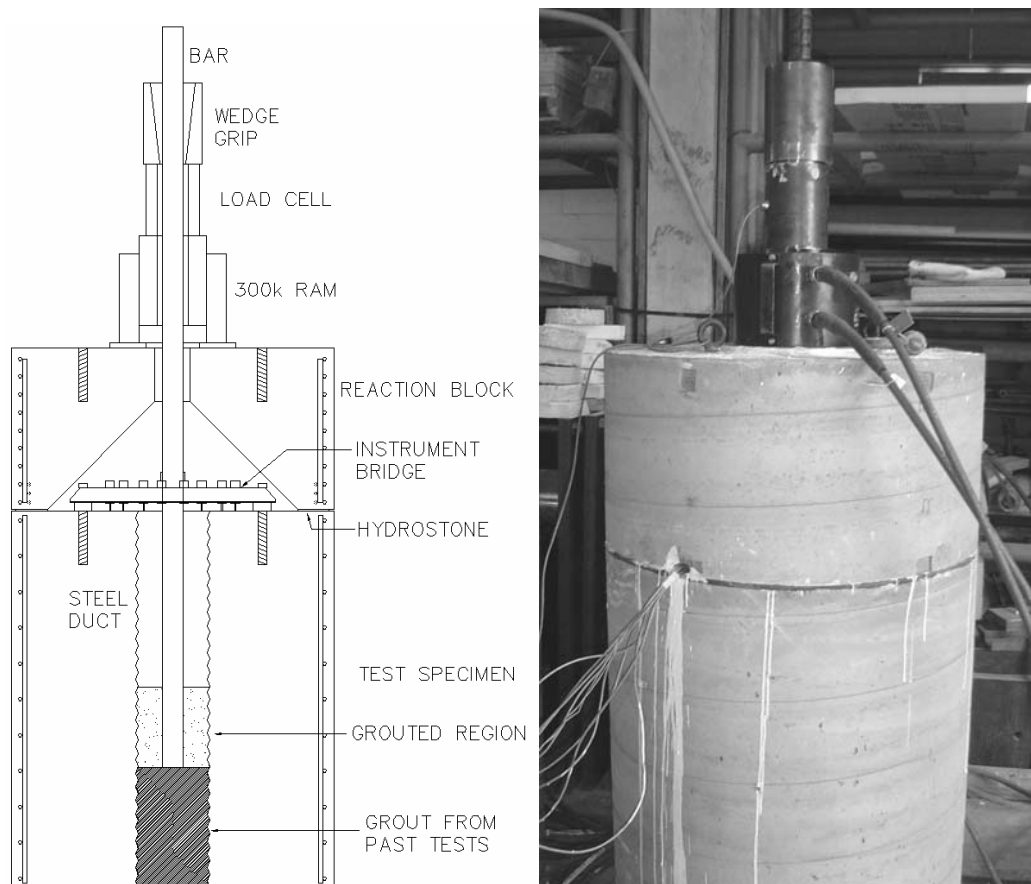 BAR
WEDGE
GRIP
LOAD CELL
300k RAM
REACTION BLOCK
INSTRUMENT
BRIDGE
HYDROSTONE
STEEL
DUCT
TEST SPECIMEN
GROUTED REGION
GROUT FROM
PAST TESTS